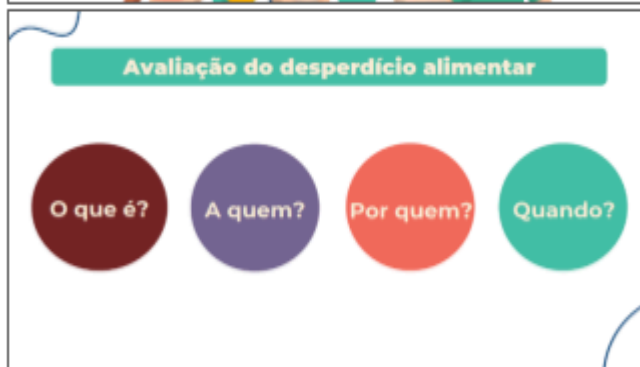 Avaliação do desperdício alimentar
O que é?
A quem?
Por quem?
Quando?